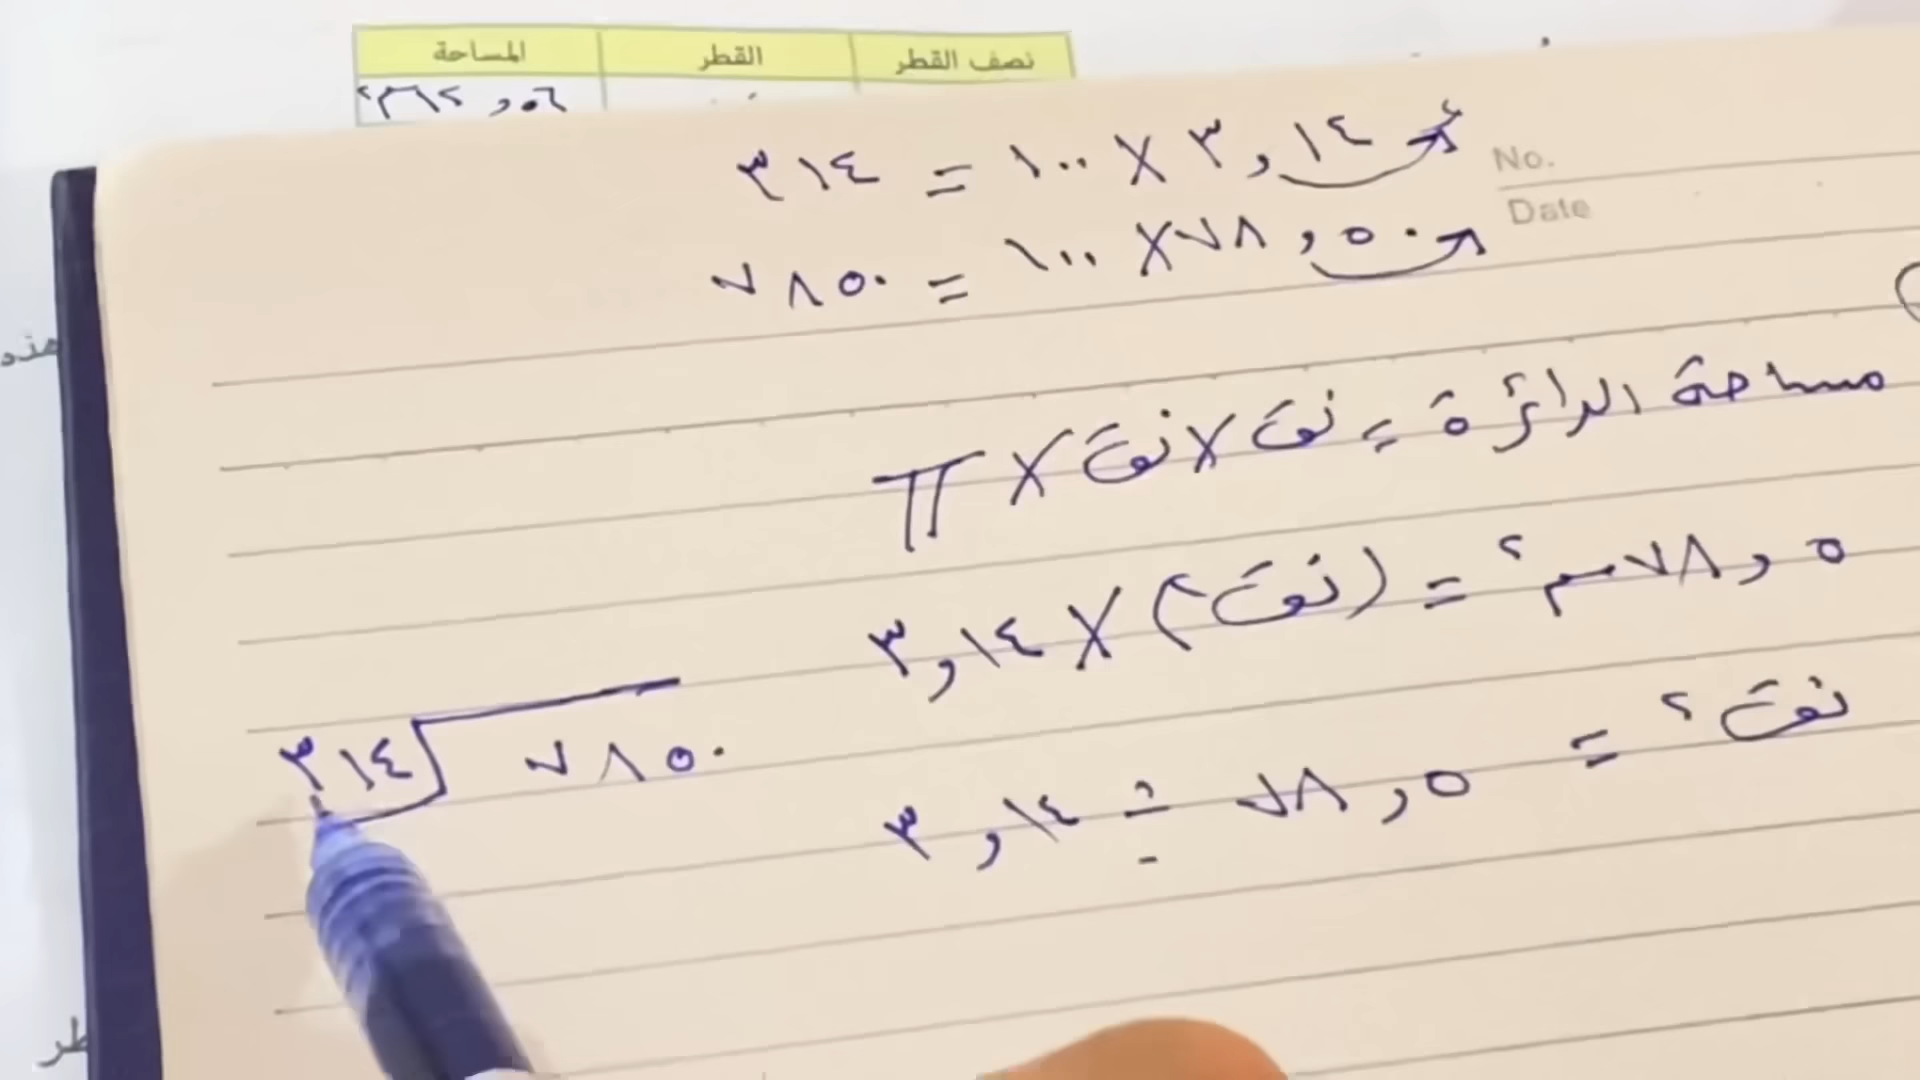 نصف القطر القطر المساحة
٣١٤ = ١٠٠ × ٣,١٤
No.
Date
٧٨٥٠ = ١٠٠ × ٧٨,٥٠
مساحة الدائرة = نق × نق × π
٧٨,٥ سم٢ = (نق٢) × ٣,١٤
نق٢ = ٧٨,٥ ÷ ٣,١٤
٣١٤ ٧٨٥٠